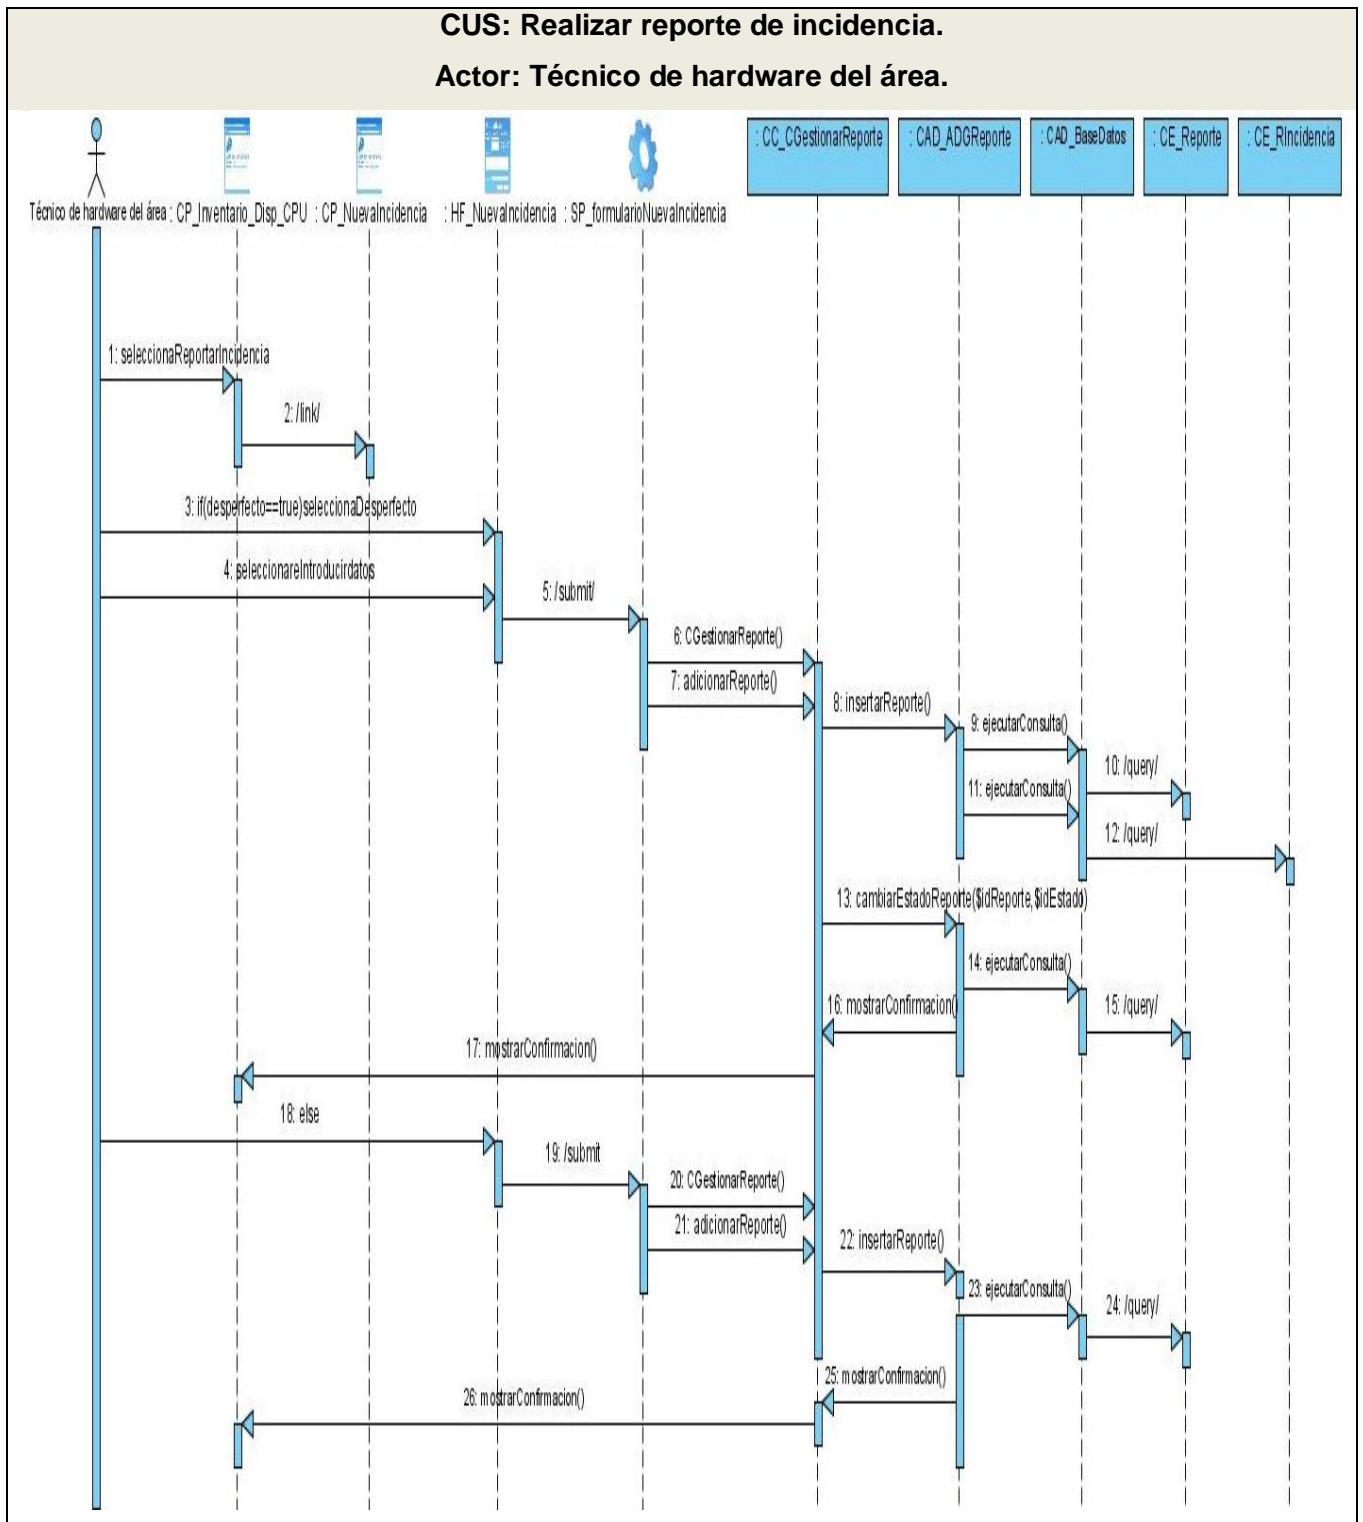 CUS: Realizar reporte de incidencia.
Actor: Técnico de hardware del área.
: CC_CGestionarReporte
: CAD_ADGReporte
: CAD_BaseDatos
: CE_Reporte
: CE_RIncidencia
Técnico de hardware del área
: CP_Inventario_Disp_CPU
: CP_NuevaIncidencia
: HF_NuevaIncidencia
: SP_formularioNuevaIncidencia
1: seleccionaReportarIncidencia
2: /link/
3: if(desperfecto==true)seleccionaDesperfecto
4: seleccionareIntroducirdatos
5: /submit/
6: CGestionarReporte()
7: adicionarReporte()
8: insertarReporte()
9: ejecutarConsulta()
10: /query/
11: ejecutarConsulta()
12: /query/
13: cambiarEstadoReporte($idReporte,$idEstado)
14: ejecutarConsulta()
15: /query/
16: mostrarConfirmacion()
17: mostrarConfirmacion()
18: else
19: /submit
20: CGestionarReporte()
21: adicionarReporte()
22: insertarReporte()
23: ejecutarConsulta()
24: /query/
25: mostrarConfirmacion()
26: mostrarConfirmacion()